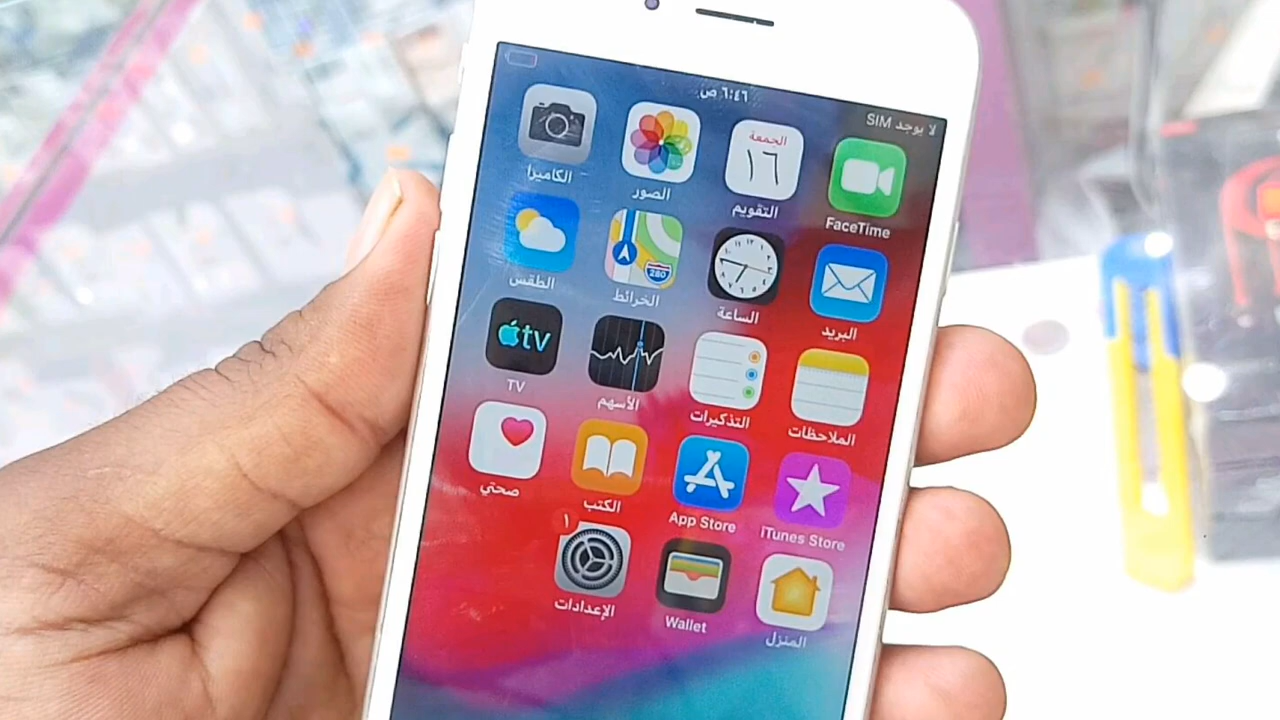 لا يوجد SIM
٦:٤٦ ص
FaceTime
الجمعة
١٦
التقويم
الصور
الكاميرا
البريد
الساعة
280
الخرائط
الطقس
الملاحظات
التذكيرات
الأسهم
tv
TV
iTunes Store
App Store
الكتب
صحتي
المنزل
Wallet
١
الإعدادات